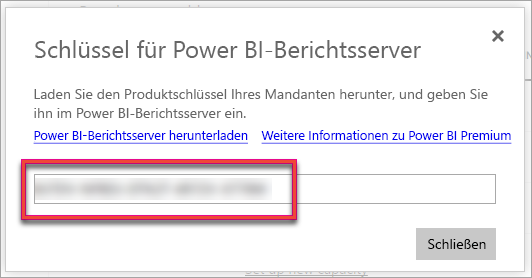 Schlüssel für Power BI-Berichtsserver
Laden Sie den Produktschlüssel Ihres Mandanten herunter, und geben Sie
ihn im Power BI-Berichtsserver ein.
Power BI-Berichtsserver herunterladen Weitere Informationen zu Power BI Premium
Schließen